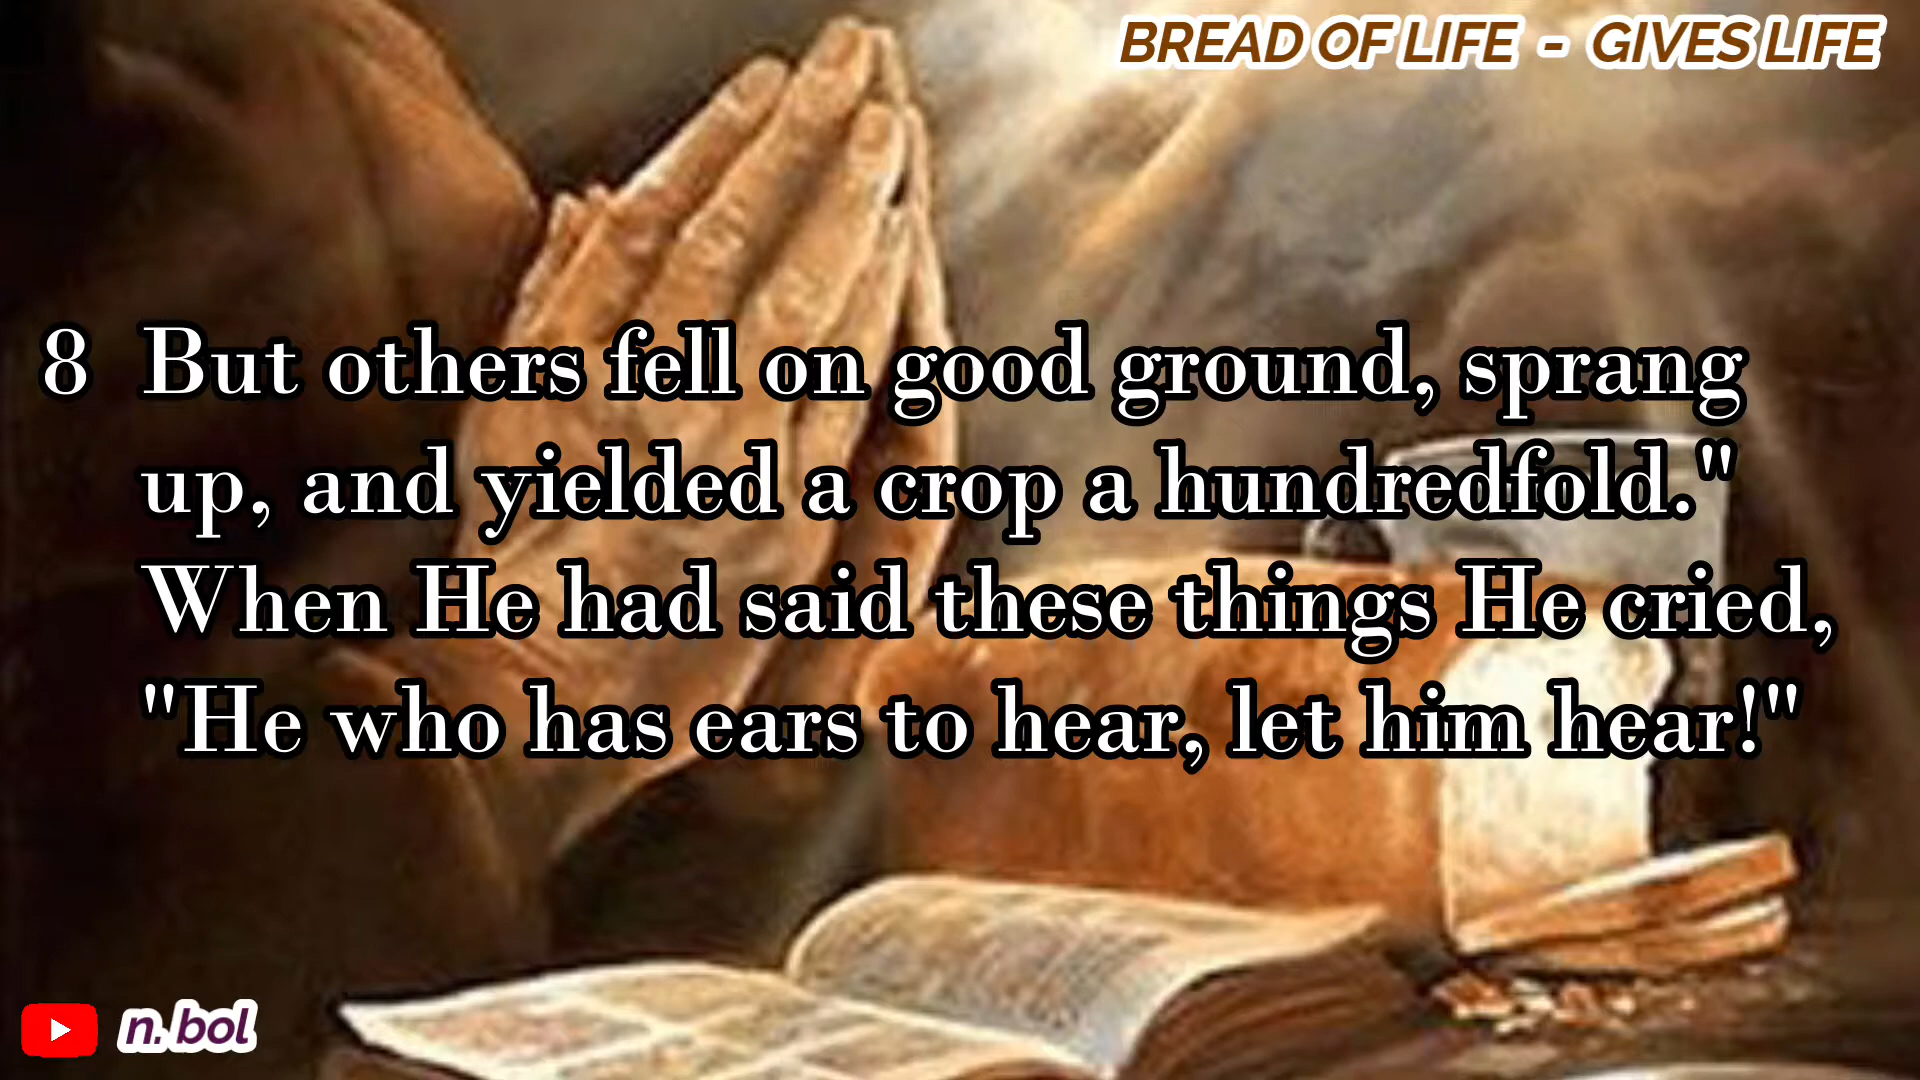 BREAD OF LIFE - GIVES LIFE
8 But others fell on good ground, sprang
up, and yielded a crop a hundredfold."
When He had said these things He cried,
"He who has ears to hear, let him hear!"
n. bol